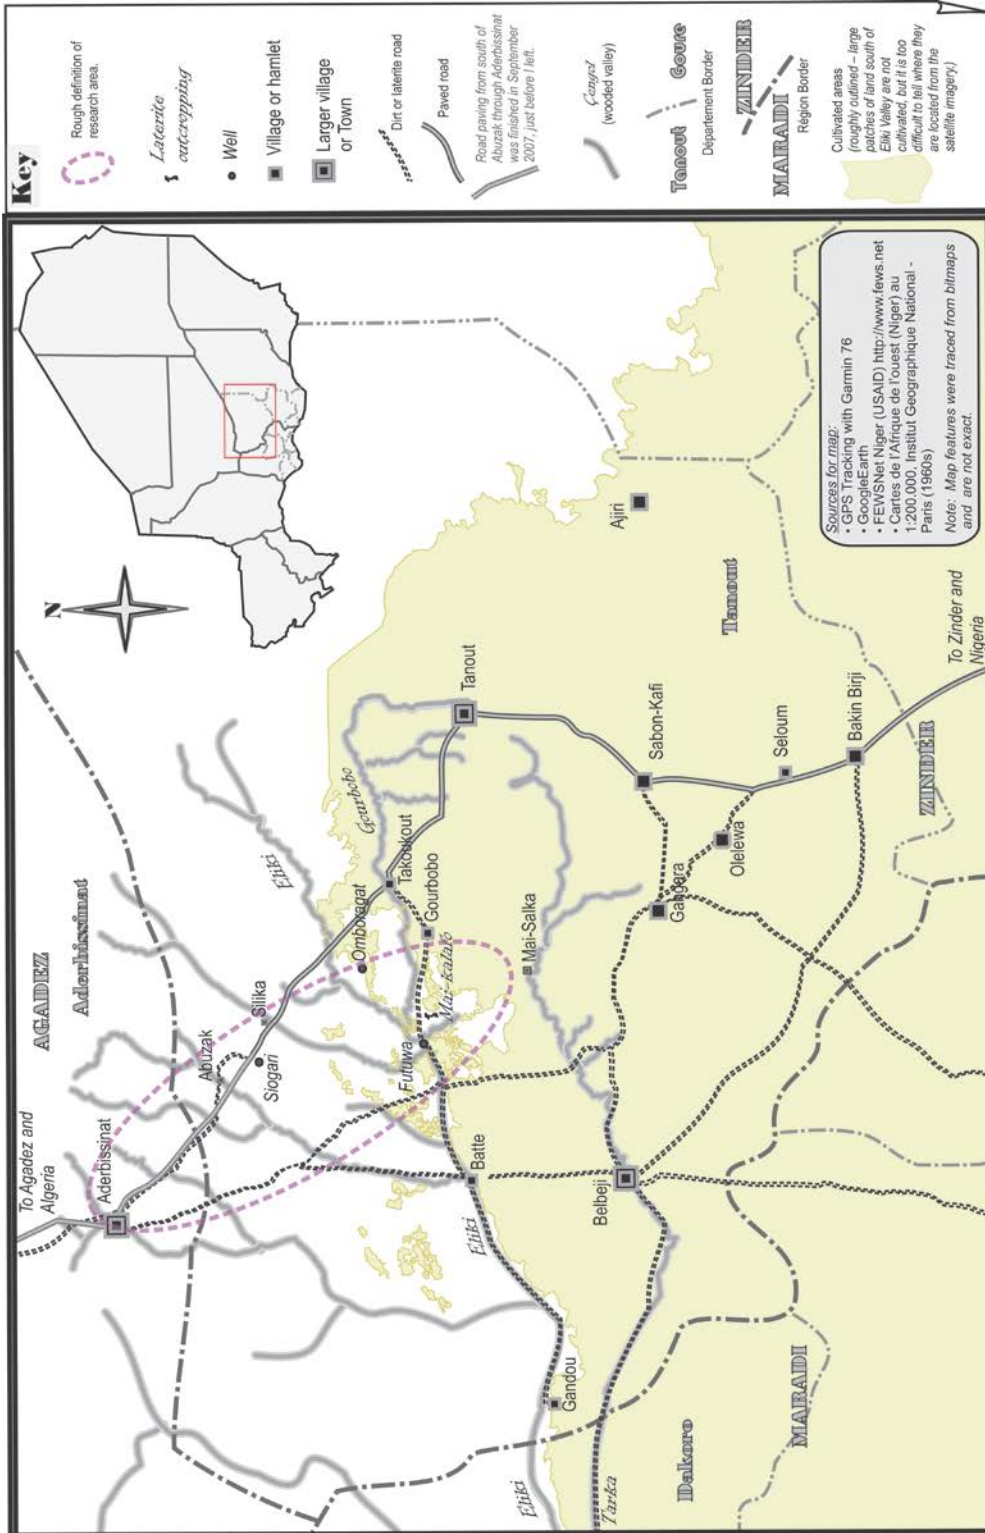 Key
Rough definition of
research area.
Laterite
outcropping
Well
Village or hamlet
Larger village
or Town
Dirt or laterite road
Paved road
Road paving from south of
Abuzak through Aderbissinat
was finished in September
2007, just before I left.
(wooded valley)
Tanout Goure
Département Border
ZINDER
MARADI
Région Border
Cultivated areas
(roughly outlined – large
patches of land south of
Eliki Valley are not
cultivated, but it is too
difficult to tell where they
are located from the
satellite imagery.)
To Agadez and
Algeria
AGADEZ
Aderbissinat
N
Aderbissinat
Abuzak
Siogari
Silika
Eliki
Omboragat
Gourbobo
Takoukout
Tanout
Futuwa
Gourbobo
Mai-kalafo
Batte
Eliki
Mai-Salka
Gandou
Eliki
Tarka
Belbeji
Gangara
Sabon-Kafi
Ajiri
Olelewa
Tanout
Seloum
Dakoro
Bakin Birji
MARAIDI
ZINDER
To Zinder and
Nigeria
Sources for map:
• GPS Tracking with Garmin 76
• GoogleEarth
• FEWSNet Niger (USAID) http://www.fews.net
• Cartes de l'Afrique de l'ouest (Niger) au
1:200.000, Institut Geographique National -
Paris (1960s)
Note: Map features were traced from bitmaps
and are not exact.